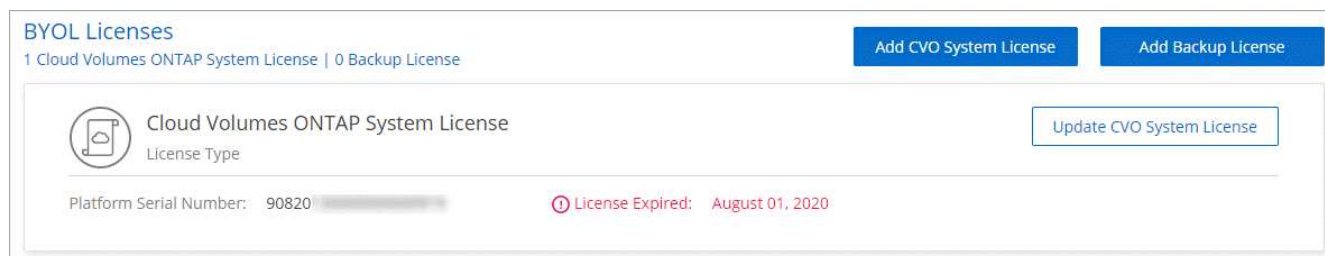 BYOL Licenses
1 Cloud Volumes ONTAP System License | 0 Backup License
Add CVO System License
Add Backup License
Cloud Volumes ONTAP System License
License Type
Update CVO System License
Platform Serial Number: 90820
License Expired: August 01, 2020